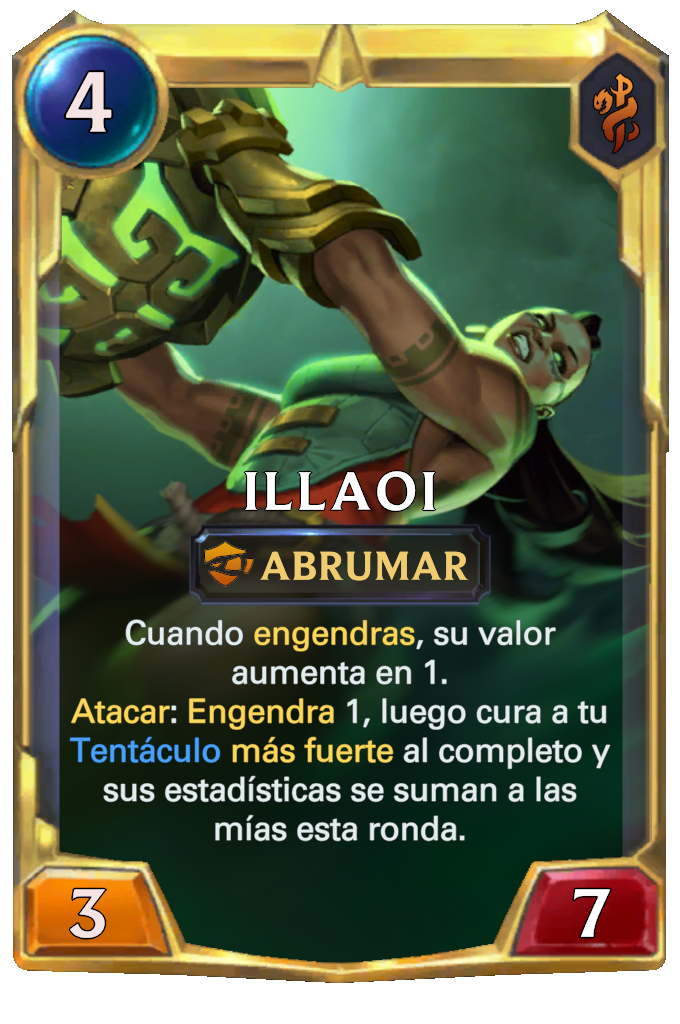 4
ILLAOI
ABRUMAR
Cuando engendras, su valor
aumenta en 1.
Atacar: Engendra 1, luego cura a tu
Tentáculo más fuerte al completo y
sus estadísticas se suman a las
mías esta ronda.
3
7